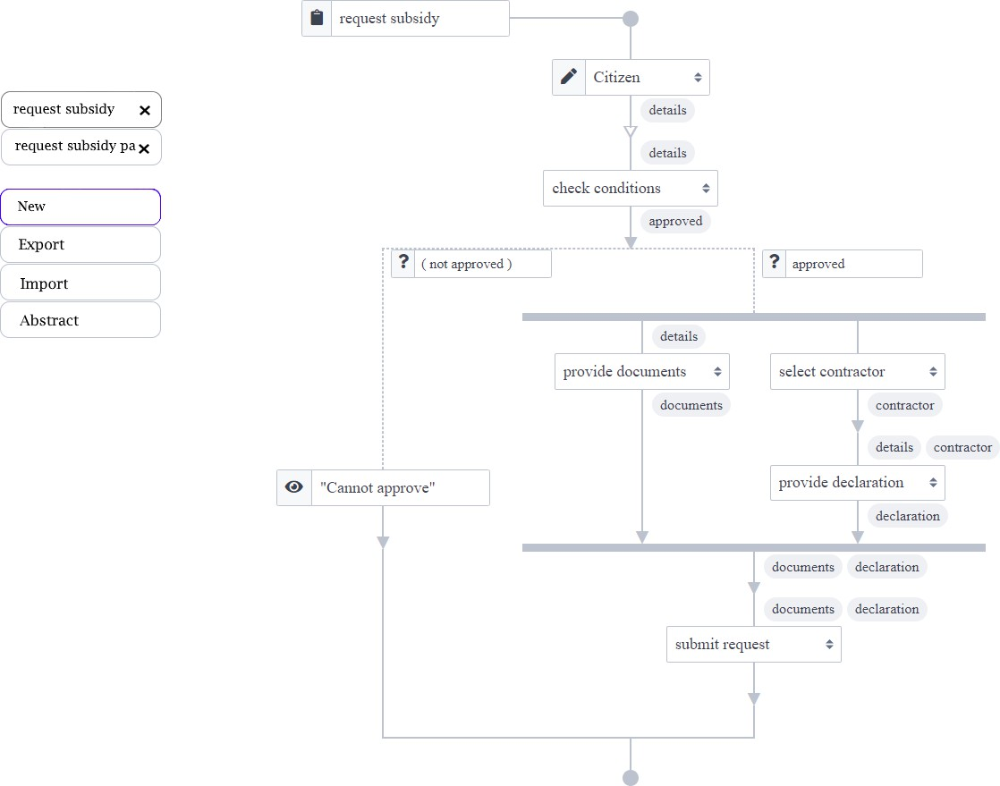 request subsidy
Citizen
details
details
request subsidy
request subsidy pa
New
Export
Import
Abstract
check conditions
approved
? ( not approved )
? approved
details
provide documents
select contractor
documents
contractor
details contractor
provide declaration
declaration
"Cannot approve"
documents declaration
documents declaration
submit request